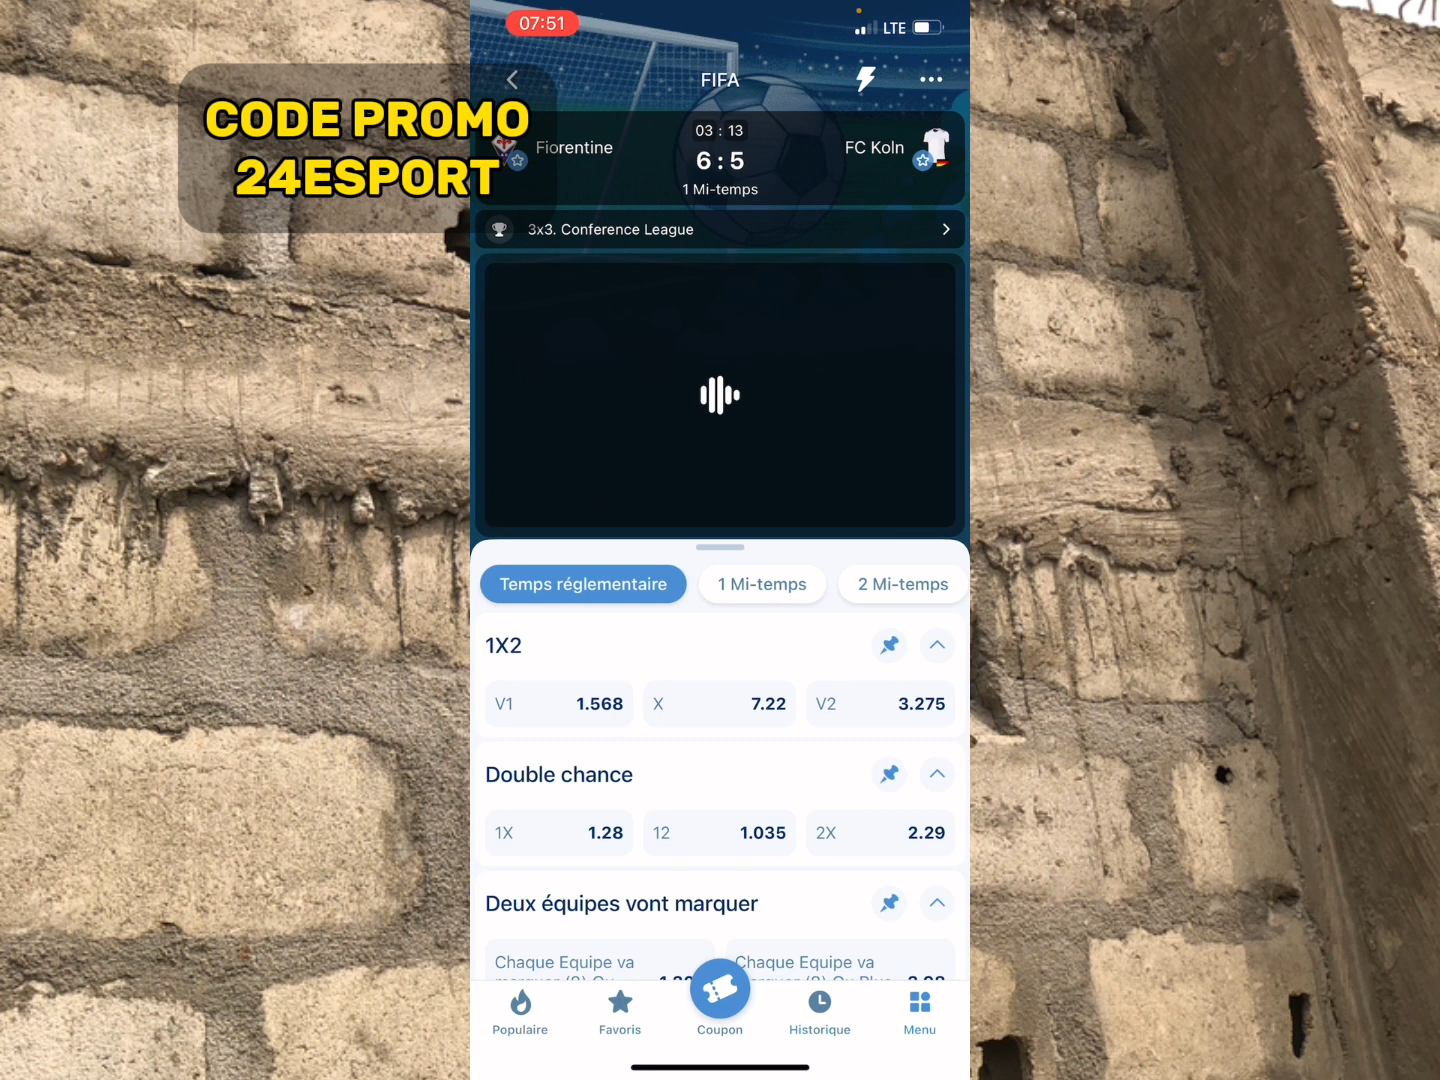 07:51
LTE
FIFA
CODE PROMO
24ESPORT
Fiorentine
03 : 13
6 : 5
1 Mi-temps
FC Koln
3x3. Conference League
Temps réglementaire
1 Mi-temps
2 Mi-temps
1X2
V1 1.568
X 7.22
V2 3.275
Double chance
1X 1.28
12 1.035
2X 2.29
Deux équipes vont marquer
Chaque Equipe va
Chaque Equipe va
Populaire
Favoris
Coupon
Historique
Menu